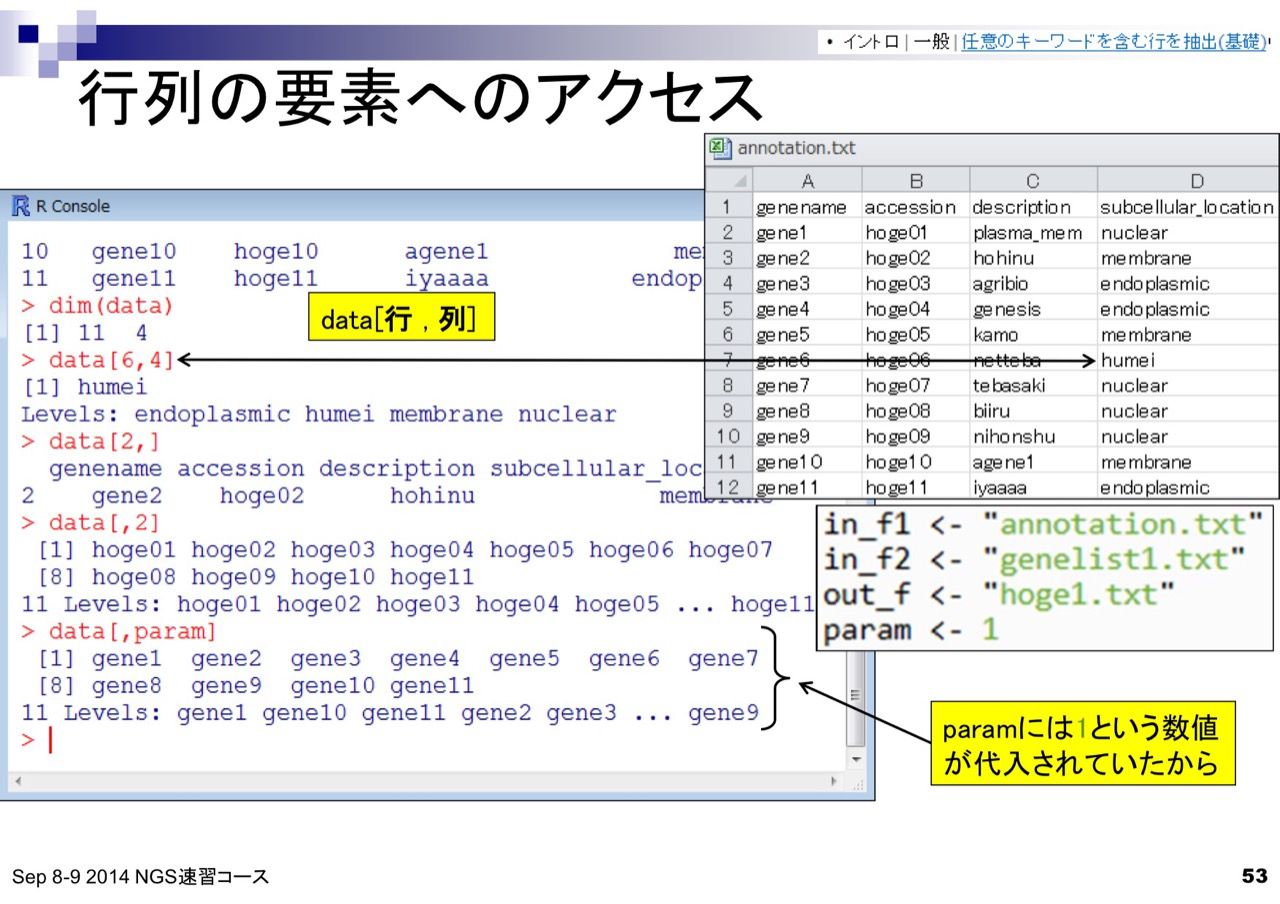 • イントロ | 一般 | 任意のキーワードを含む行を抽出(基礎)
行列の要素へのアクセス
R Console
10 gene10 hoge10 agene1 me
11 gene11 hoge11 iyaaaa endop
> dim(data)
[1] 11 4
> data[6,4]
[1] humei
Levels: endoplasmic humei membrane nuclear
> data[2,]
genename accession description subcellular_loc
2 gene2 hoge02 hohinu membrane
> data[,2]
[1] hoge01 hoge02 hoge03 hoge04 hoge05 hoge06 hoge07
[8] hoge08 hoge09 hoge10 hoge11
11 Levels: hoge01 hoge02 hoge03 hoge04 hoge05 ... hoge11
> data[,param]
[1] gene1 gene2 gene3 gene4 gene5 gene6 gene7
[8] gene8 gene9 gene10 gene11
11 Levels: gene1 gene10 gene11 gene2 gene3 ... gene9
>
data[行 , 列]
annotation.txt
A B C D
1 genename accession description subcellular_location
2 gene1 hoge01 plasma_mem nuclear
3 gene2 hoge02 hohinu membrane
4 gene3 hoge03 agribio endoplasmic
5 gene4 hoge04 genesis endoplasmic
6 gene5 hoge05 kamo membrane
7 gene6 hoge06 netteba humei
8 gene7 hoge07 tebasaki nuclear
9 gene8 hoge08 biiru nuclear
10 gene9 hoge09 nihonshu nuclear
11 gene10 hoge10 agene1 membrane
12 gene11 hoge11 iyaaaa endoplasmic
in_f1 <- "annotation.txt"
in_f2 <- "genelist1.txt"
out_f <- "hoge1.txt"
param <- 1
paramには1という数値
が代入されていたから
Sep 8-9 2014 NGS速習コース
53